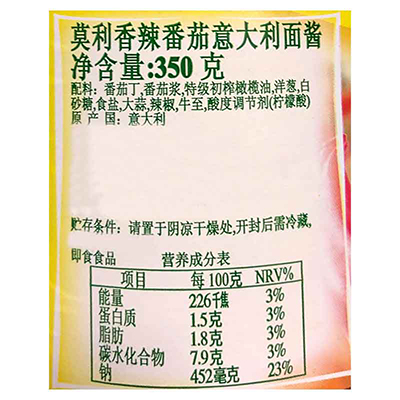 莫利香辣番茄意大利面酱
净含量:350 克
配料: 番茄丁,番茄浆,特级初榨橄榄油,洋葱,白
砂糖,食盐,大蒜,辣椒,牛至,酸度调节剂(柠檬酸)
原 产 国: 意大利
贮存条件: 请置于阴凉干燥处,开封后需冷藏,
即食食品 营养成分表
项目 每 100克 NRV%
能量 226千焦 3%
蛋白质 1.5克 3%
脂肪 1.8克 3%
碳水化合物 7.9克 3%
钠 452毫克 23%